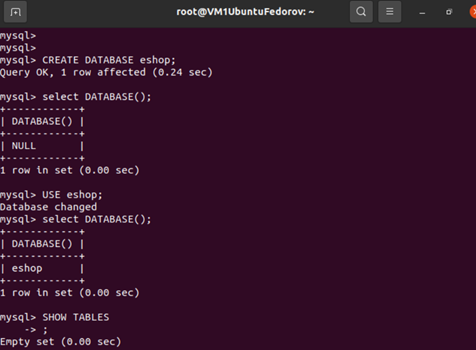 root@VM1UbuntuFedorov: ~
mysql>
mysql>
mysql> CREATE DATABASE eshop;
Query OK, 1 row affected (0.24 sec)
mysql> select DATABASE();
+------------+
| DATABASE() |
+------------+
| NULL       |
+------------+
1 row in set (0.00 sec)
mysql> USE eshop;
Database changed
mysql> select DATABASE();
+------------+
| DATABASE() |
+------------+
| eshop      |
+------------+
1 row in set (0.00 sec)
mysql> SHOW TABLES
    -> ;
Empty set (0.00 sec)